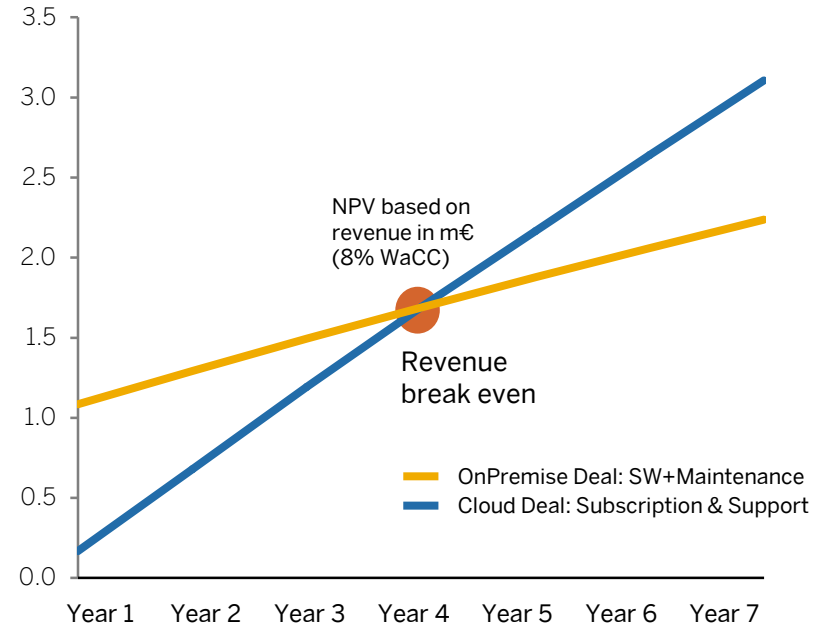 3.5
3.0
2.5
2.0
1.5
1.0
0.5
0.0
NPV based on
revenue in m€
(8% WaCC)
Revenue
break even
OnPremise Deal: SW+Maintenance
Cloud Deal: Subscription & Support
Year 1 Year 2 Year 3 Year 4 Year 5 Year 6 Year 7